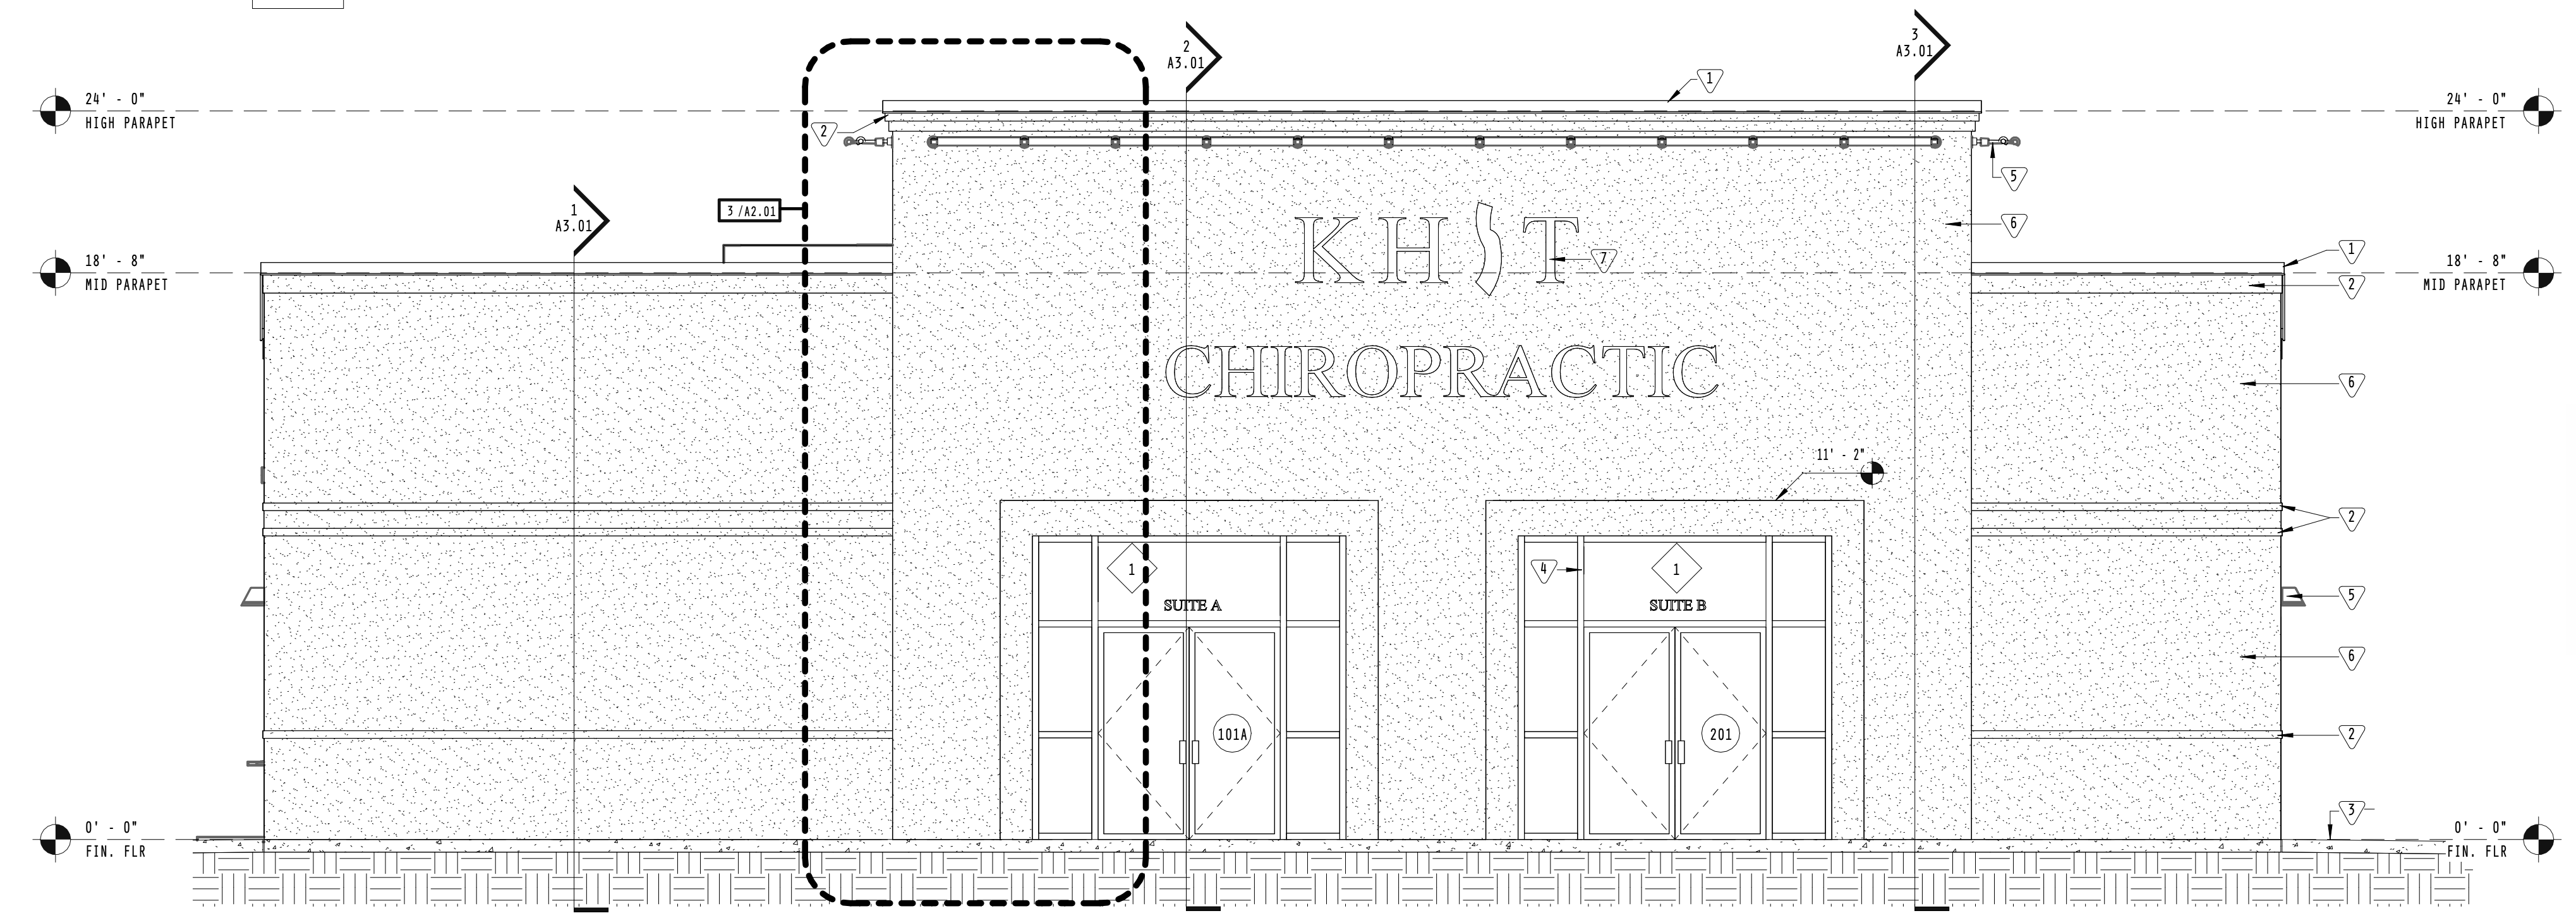 2
A3.01
3
A3.01
1
24' - 0"
HIGH PARAPET
24' - 0"
HIGH PARAPET
2
5
1
A3.01
3 /A2.01
6
KH T
7
18' - 8"
MID PARAPET
1
18' - 8"
MID PARAPET
2
CHIROPRACTIC
6
11' - 2"
2
1
4
1
SUITE A
SUITE B
5
6
101A
201
2
3
0' - 0"
FIN. FLR
0' - 0"
FIN. FLR